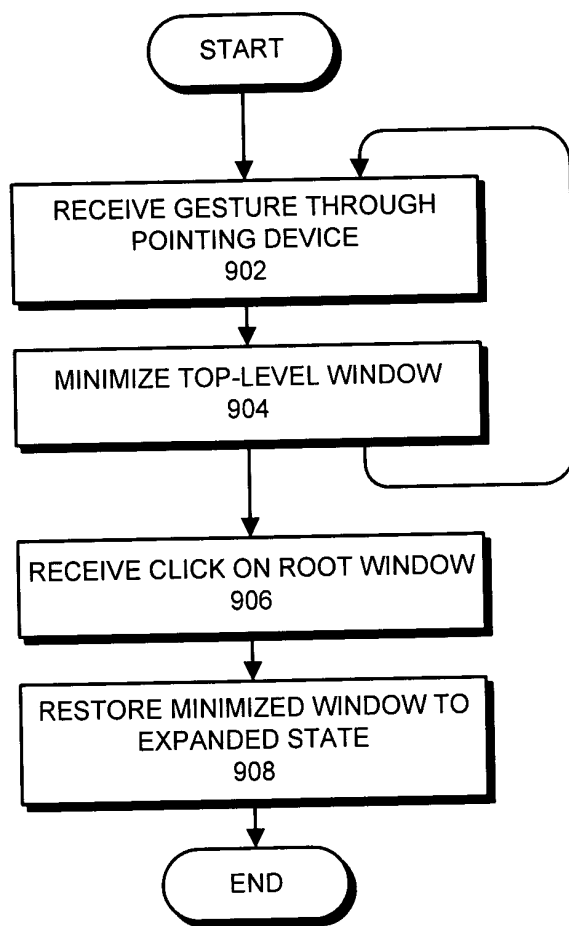 START
RECEIVE GESTURE THROUGH
POINTING DEVICE
902
MINIMIZE TOP-LEVEL WINDOW
904
RECEIVE CLICK ON ROOT WINDOW
906
RESTORE MINIMIZED WINDOW TO
EXPANDED STATE
908
END